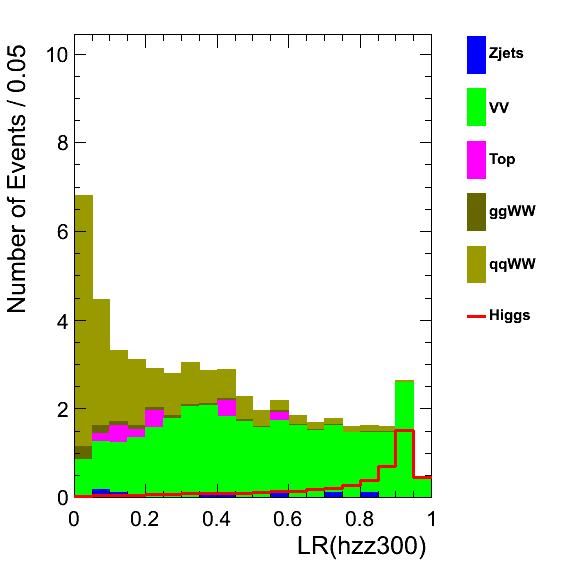 Number of Events / 0.05
10
8
6
4
2
0
0 0.2 0.4 0.6 0.8 1
LR(hzz300)
Zjets
VV
Top
ggWW
qqWW
Higgs